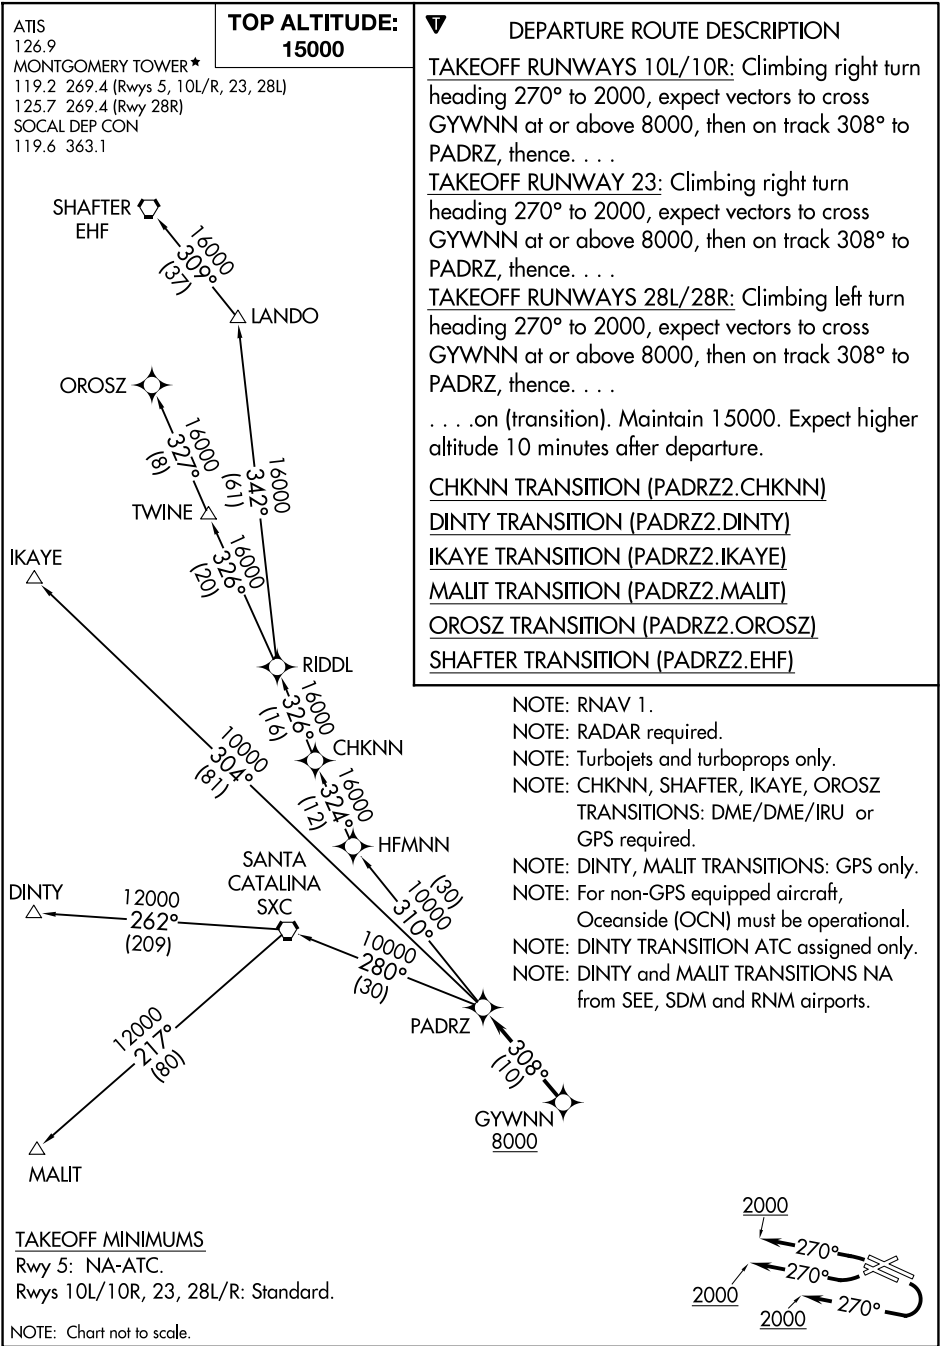 ATIS
126.9
MONTGOMERY TOWER★
119.2 269.4 (Rwys 5, 10L/R, 23, 28L)
125.7 269.4 (Rwy 28R)
SOCAL DEP CON
119.6 363.1
TOP ALTITUDE:
15000
T
DEPARTURE ROUTE DESCRIPTION
TAKEOFF RUNWAYS 10L/10R: Climbing right turn
heading 270° to 2000, expect vectors to cross
GYWNN at or above 8000, then on track 308° to
PADRZ, thence. . . .
TAKEOFF RUNWAY 23: Climbing right turn
heading 270° to 2000, expect vectors to cross
GYWNN at or above 8000, then on track 308° to
PADRZ, thence. . . .
TAKEOFF RUNWAYS 28L/28R: Climbing left turn
heading 270° to 2000, expect vectors to cross
GYWNN at or above 8000, then on track 308° to
PADRZ, thence. . . .
. . . .on (transition). Maintain 15000. Expect higher
altitude 10 minutes after departure.
CHKNN TRANSITION (PADRZ2.CHKNN)
DINTY TRANSITION (PADRZ2.DINTY)
IKAYE TRANSITION (PADRZ2.IKAYE)
MALIT TRANSITION (PADRZ2.MALIT)
OROSZ TRANSITION (PADRZ2.OROSZ)
SHAFTER TRANSITION (PADRZ2.EHF)
NOTE: RNAV 1.
NOTE: RADAR required.
NOTE: Turbojets and turboprops only.
NOTE: CHKNN, SHAFTER, IKAYE, OROSZ
TRANSITIONS: DME/DME/IRU or
GPS required.
NOTE: DINTY, MALIT TRANSITIONS: GPS only.
NOTE: For non-GPS equipped aircraft,
Oceanside (OCN) must be operational.
NOTE: DINTY TRANSITION ATC assigned only.
NOTE: DINTY and MALIT TRANSITIONS NA
from SEE, SDM and RNM airports.
SHAFTER
EHF
16000
309°
(37)
LANDO
OROSZ
16000
327°
(8)
16000
342°
(61)
TWINE
16000
326°
(20)
IKAYE
RIDDL
16000
326°
(16)
CHKNN
10000
304°
(81)
16000
324°
(12)
HFMNN
SANTA
CATALINA
SXC
(30)
10000
310°
DINTY
12000
262°
(209)
10000
280°
(30)
PADRZ
12000
217°
(80)
308°
(10)
GYWNN
8000
MALIT
2000
270°
2000
270°
2000
270°
TAKEOFF MINIMUMS
Rwy 5: NA-ATC.
Rwys 10L/10R, 23, 28L/R: Standard.
NOTE: Chart not to scale.